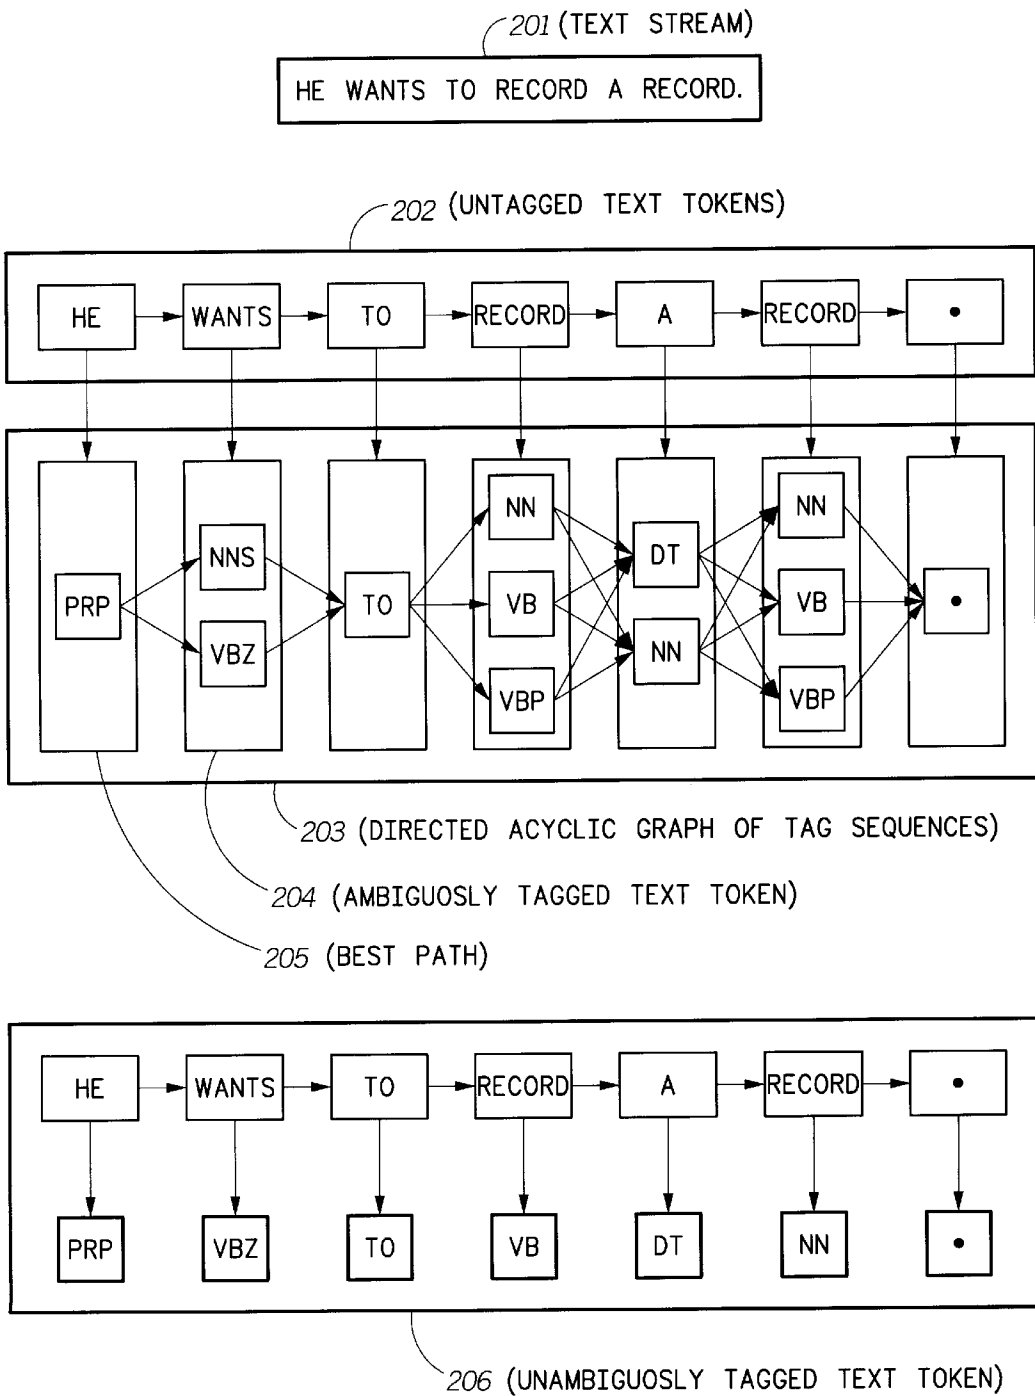 201 (TEXT STREAM)
HE WANTS TO RECORD A RECORD.
202 (UNTAGGED TEXT TOKENS)
HE WANTS TO RECORD A RECORD •
NN NN
NNS DT
PRP TO VB VB •
VBZ NN
VBP VBP
203 (DIRECTED ACYCLIC GRAPH OF TAG SEQUENCES)
204 (AMBIGUOSLY TAGGED TEXT TOKEN)
205 (BEST PATH)
HE WANTS TO RECORD A RECORD •
PRP VBZ TO VB DT NN •
206 (UNAMBIGUOUSLY TAGGED TEXT TOKEN)